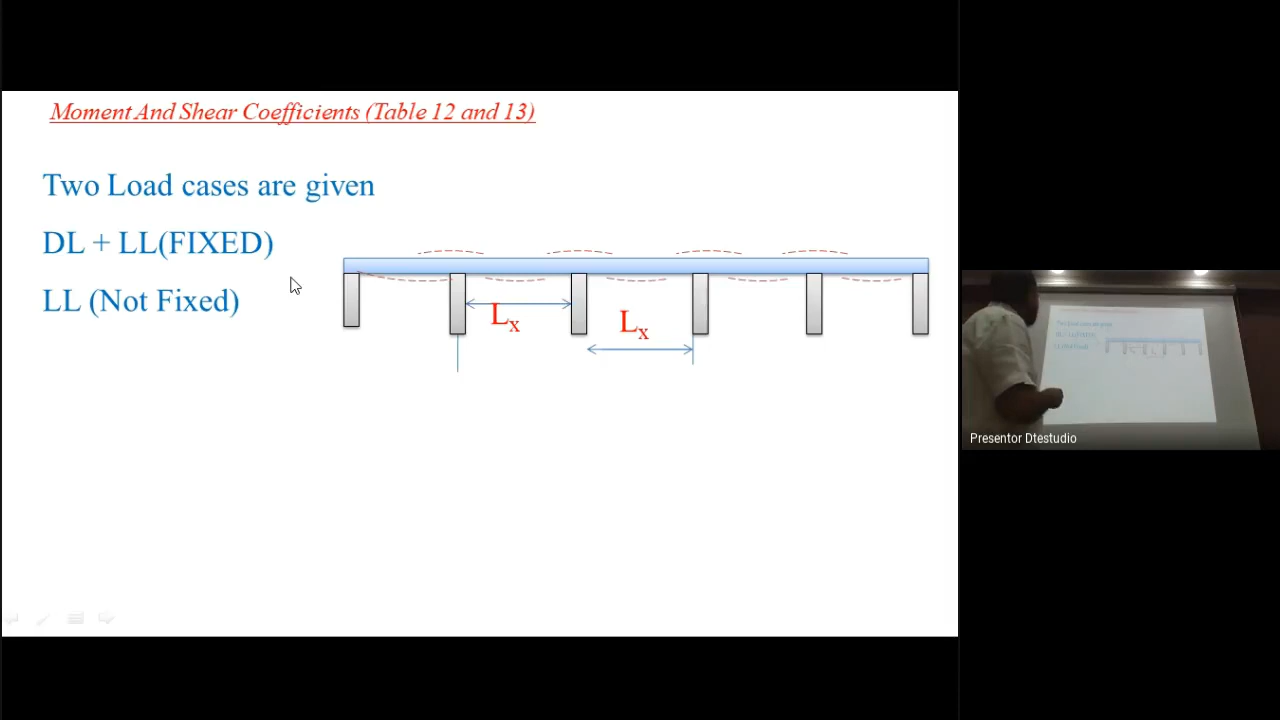 Moment And Shear Coefficients (Table 12 and 13)
Two Load cases are given
DL + LL(FIXED)
LL (Not Fixed)
Lx
Lx
Presentor Dtestudio